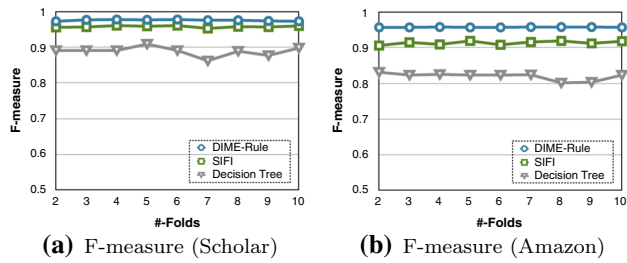 1
0.9
0.8
0.7
0.6
0.5
F-measure
DIME-Rule
SIFI
Decision Tree
2 3 4 5 6 7 8 9 10
#-Folds
(a) F-measure (Scholar)
1
0.9
0.8
0.7
0.6
0.5
F-measure
DIME-Rule
SIFI
Decision Tree
2 3 4 5 6 7 8 9 10
#-Folds
(b) F-measure (Amazon)